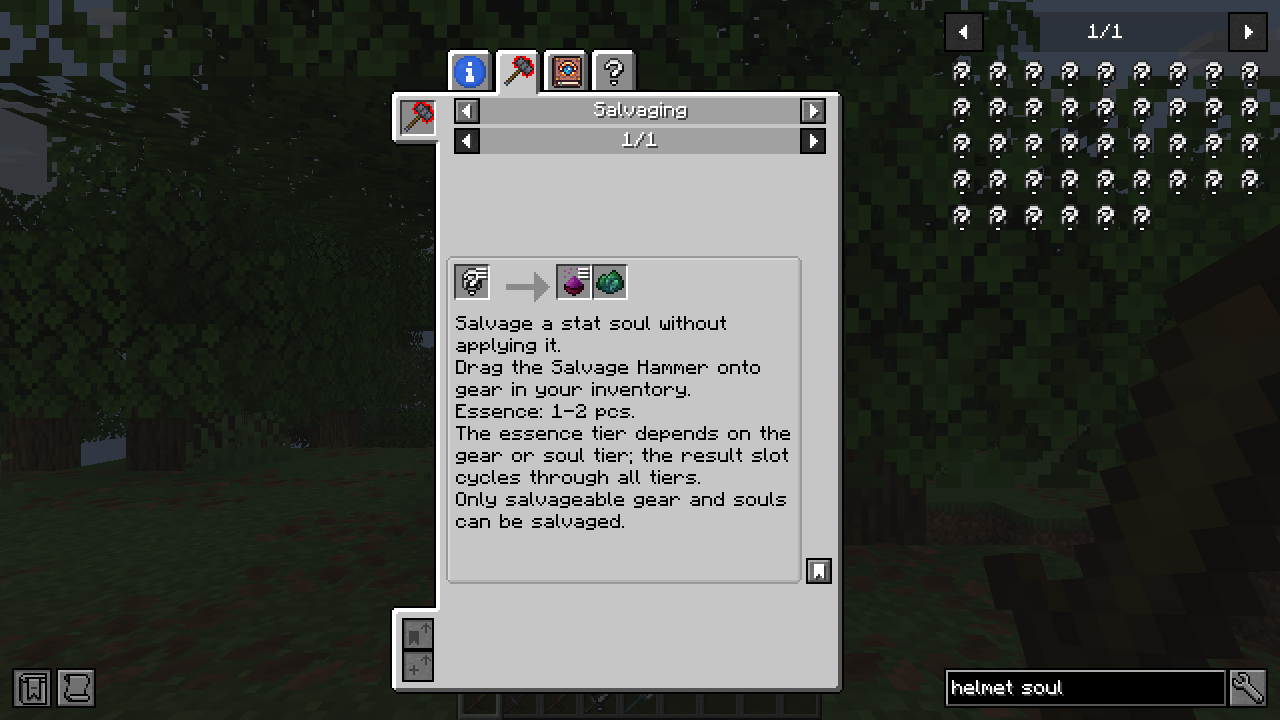 1/1
Salvaging
1/1
Salvage a stat soul without
applying it.
Drag the Salvage Hammer onto
gear in your inventory.
Essence: 1-2 pcs.
The essence tier depends on the
gear or soul tier; the result slot
cycles through all tiers.
Only salvageable gear and souls
can be salvaged.
helmet soul